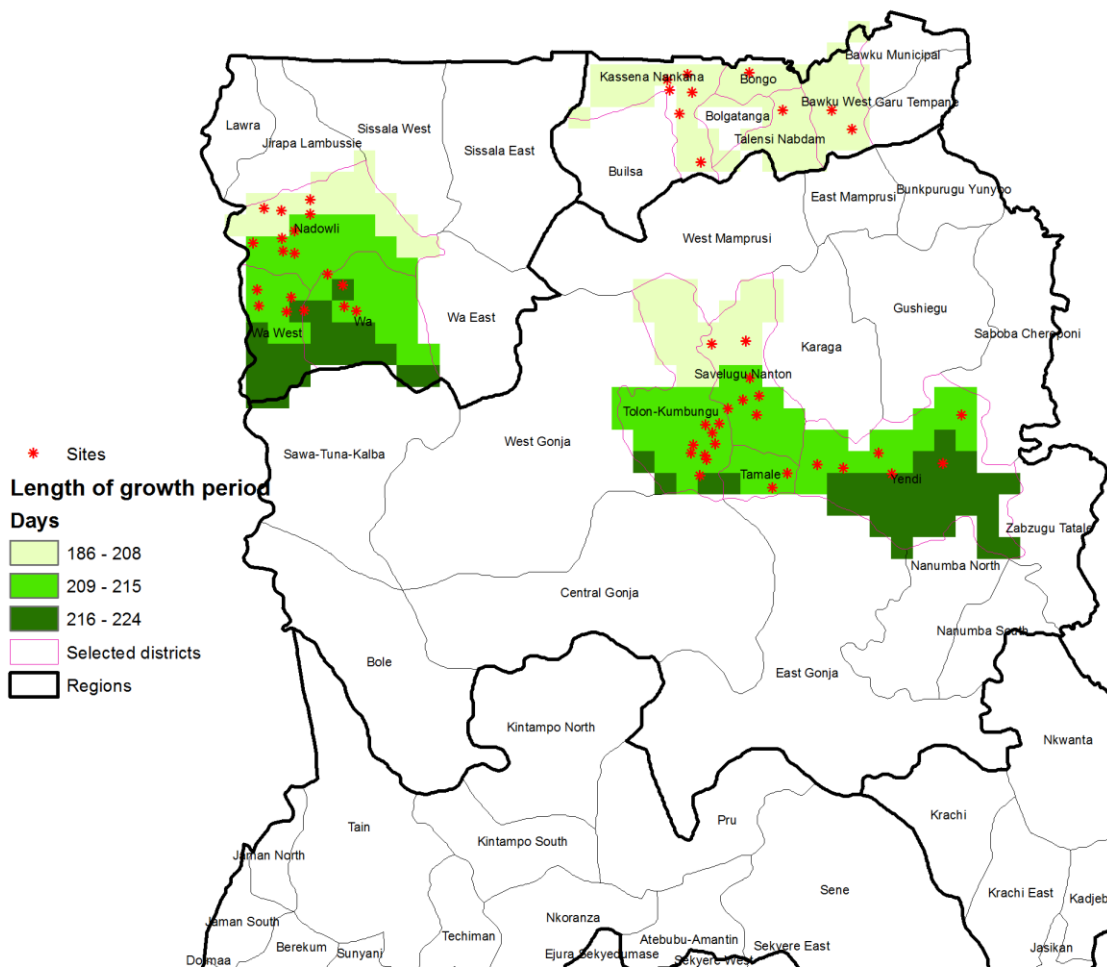 Bawku Municipal
Kassena Nankana
Bongo
Bawku West
Garu Tempane
Lawra
Sissala West
Bolgatanga
Jirapa Lambussie
Talensi Nabdam
Sissala East
Builsa
East Mamprusi
Bunkpurugu Yunyoo
Nadowli
West Mamprusi
Gushiegu
Wa East
Saboba Chereponi
Wa West
Wa
Karaga
Savelugu Nanton
Tolon-Kumbungu
West Gonja
Sawa-Tuna-Kalba
Tamale
Yendi
Zabzugu Tatale
Nanumba North
Central Gonja
Nanumba South
Bole
East Gonja
Kintampo North
Nkwanta
Sites
Length of growth period
Days
186 - 208
209 - 215
216 - 224
Selected districts
Regions
Tain
Pru
Krachi
Kintampo South
Jaman North
Sene
Krachi East
Kadjeb
Jaman South
Nkoranza
Techiman
Atebubu-Amantin
Berekum
Sunyani
Ejura Sekyedumase
Sekyere East
Sekyere West
Jasikan
Dormaa